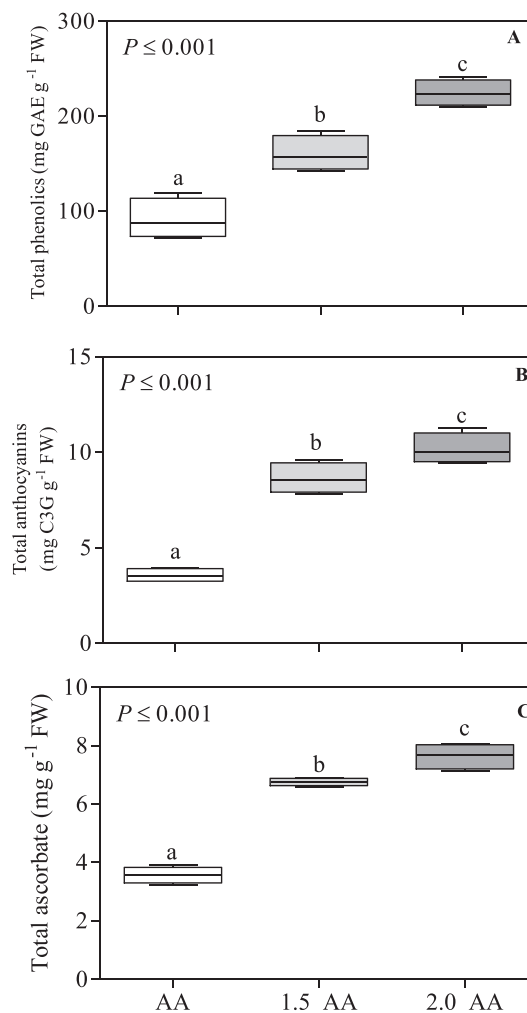 Total phenolics (mg GAE g⁻¹ FW)
300
200
100
0
P ≤ 0.001
A
a
b
c
Total anthocyanins
(mg C3G g⁻¹ FW)
15
10
5
0
P ≤ 0.001
B
a
b
c
Total ascorbate (mg g⁻¹ FW)
10
8
6
4
2
0
P ≤ 0.001
C
a
b
c
AA 1.5 AA 2.0 AA